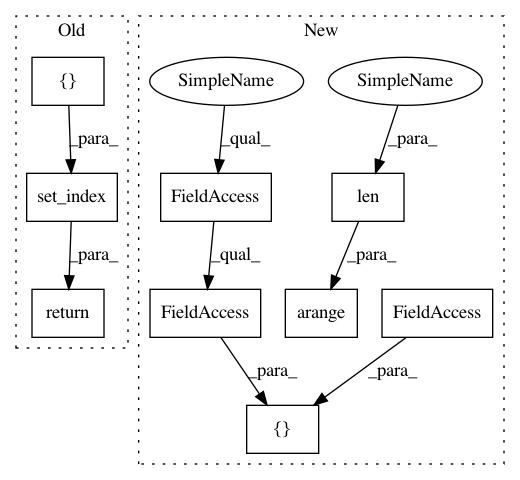 Old
New
{}
SimpleName
SimpleName
_para_
_qual_
_para_
set_index
FieldAccess
len
_para_
_qual_
_para_
return
FieldAccess
arange
FieldAccess
_para_
_para_
{}